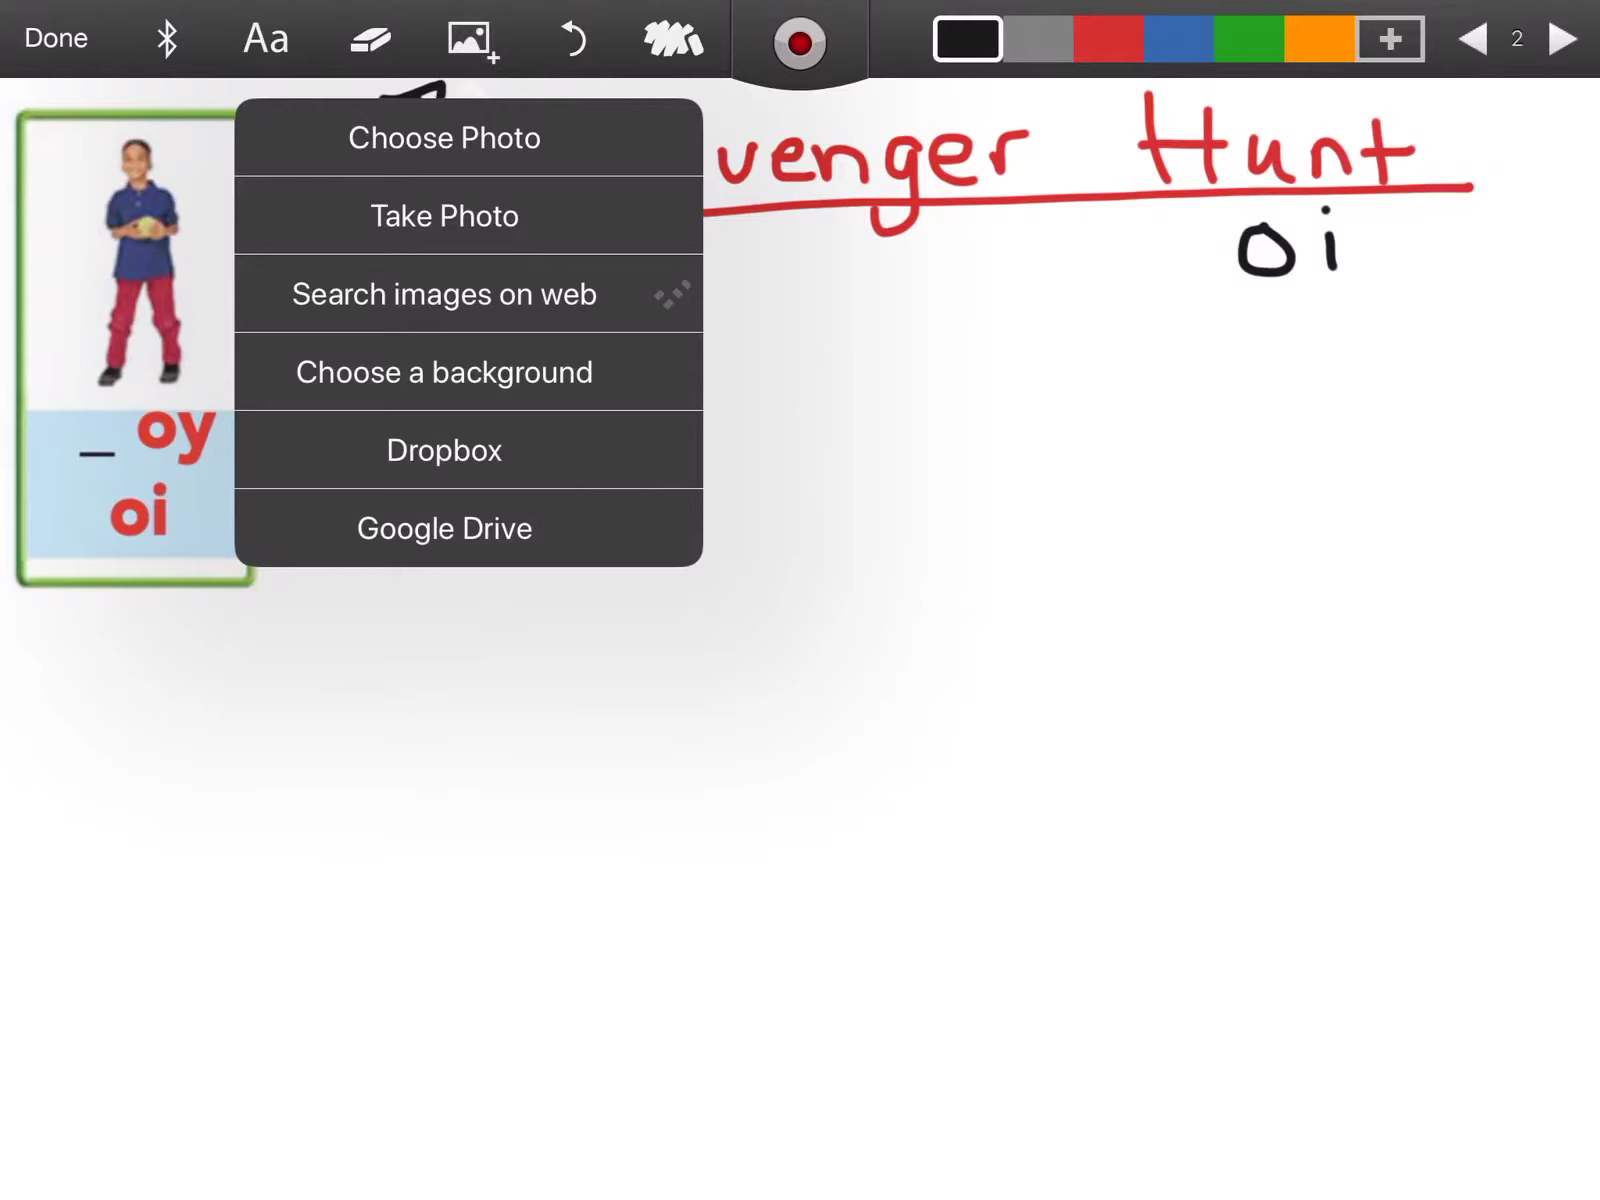 Done Aa 2
Choose Photo
Take Photo
Search images on web
Choose a background
Dropbox
Google Drive
venger Hunt
oi
_ oy
oi